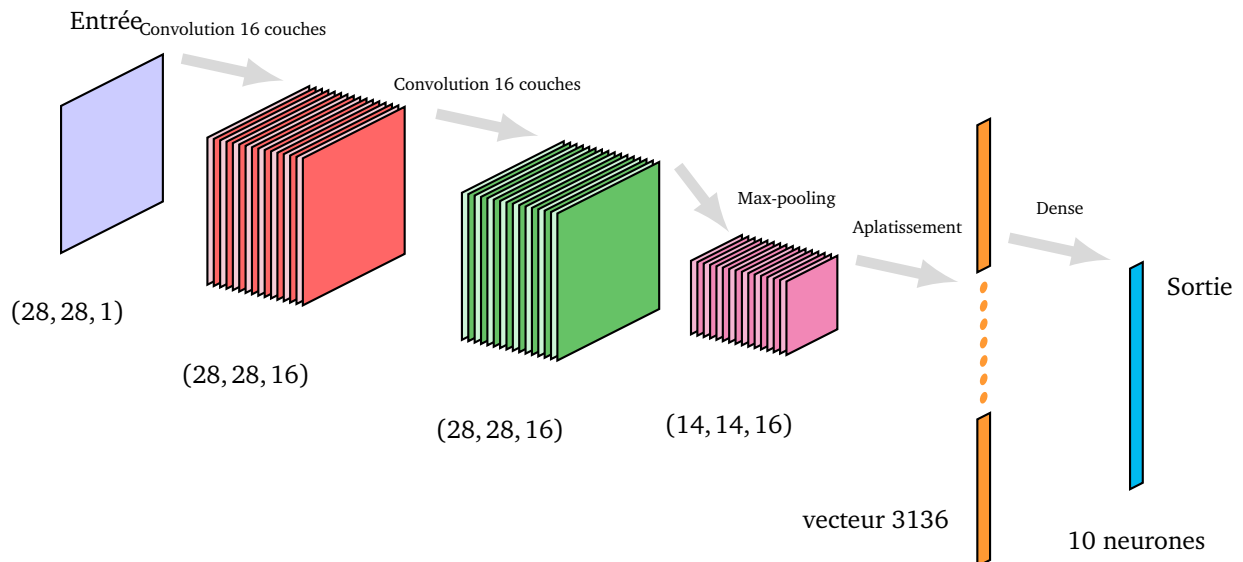 Entrée
Convolution 16 couches
Convolution 16 couches
Max-pooling
Aplatissement
Dense
Sortie
(28, 28, 1)
(28, 28, 16)
(28, 28, 16)
(14, 14, 16)
vecteur 3136
10 neurones